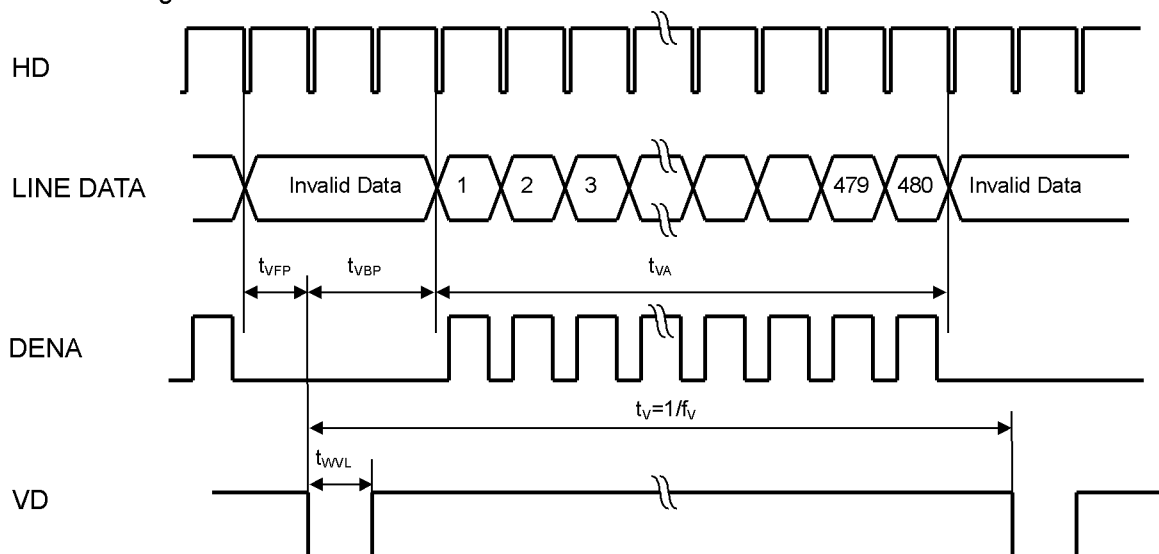 HD
LINE DATA
Invalid Data 1 2 3 479 480 Invalid Data
tVFP tVBP tVA
DENA
tV=1/fV
tWVL
VD